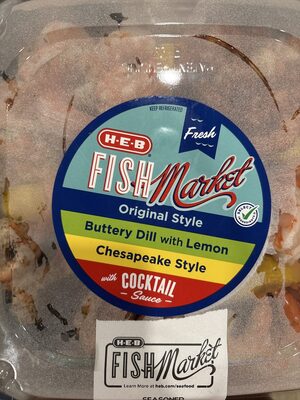 KEEP REFRIGERATED
Fresh
H-E-B
FISH Market
Original Style
Buttery Dill with Lemon
Chesapeake Style
with COCKTAIL
Sauce
H-E-B
FISH Market
Learn More at heb.com/seafood
SEASONED